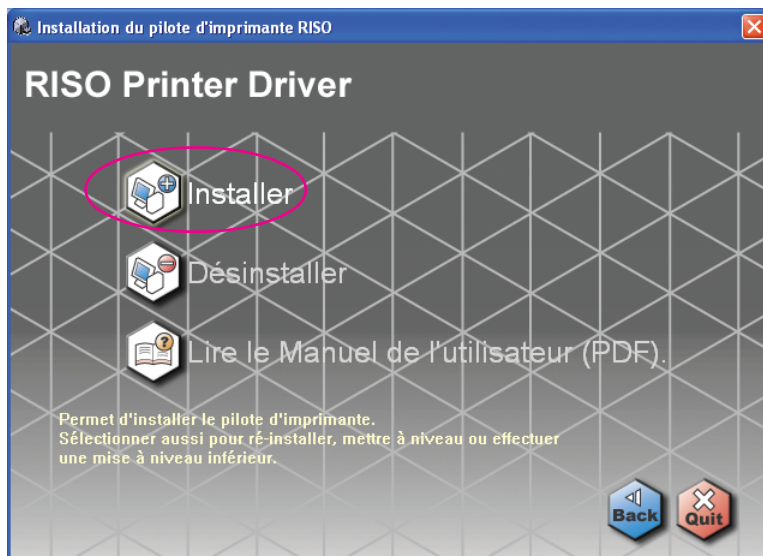 Installation du pilote d'imprimante RISO
RISO Printer Driver
Installer
Désinstaller
Lire le Manuel de l'utilisateur (PDF).
Permet d'installer le pilote d'imprimante.
Sélectionner aussi pour ré-installer, mettre à niveau ou effectuer
une mise à niveau inférieur.
Back
Quit